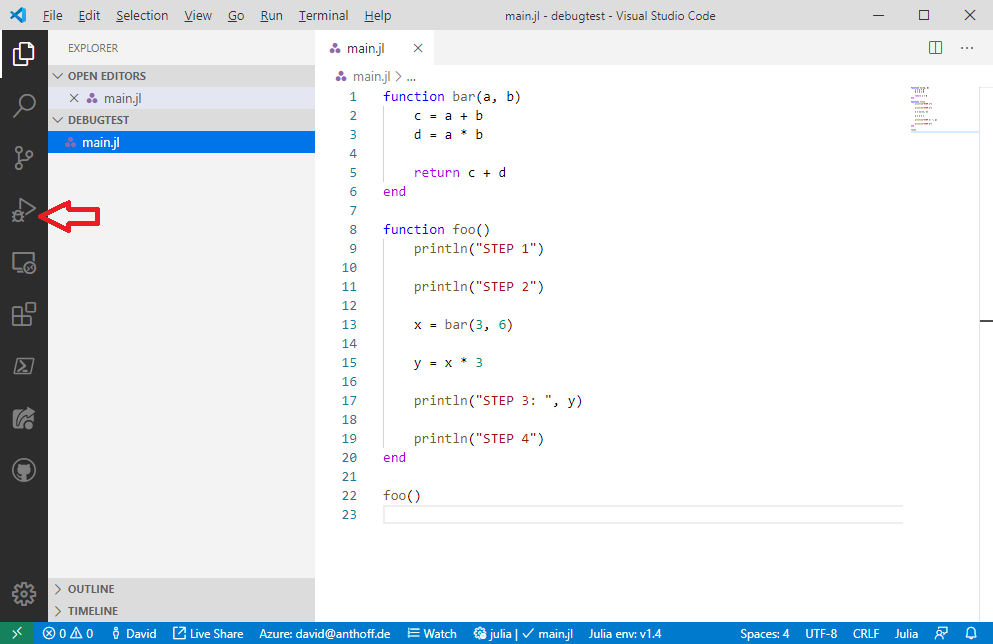 File Edit Selection View Go Run Terminal Help main.jl - debugtest - Visual Studio Code
EXPLORER
OPEN EDITORS
main.jl
DEBUGTEST
main.jl
OUTLINE
TIMELINE
main.jl
main.jl > ...
1 function bar(a, b)
2 c = a + b
3 d = a * b
4
5 return c + d
6 end
7
8 function foo()
9 println("STEP 1")
10
11 println("STEP 2")
12
13 x = bar(3, 6)
14
15 y = x * 3
16
17 println("STEP 3: ", y)
18
19 println("STEP 4")
20 end
21
22 foo()
23
0 0 David Live Share Azure: david@anthoff.de Watch julia | ✓ main.jl Julia env: v1.4 Spaces: 4 UTF-8 CRLF Julia